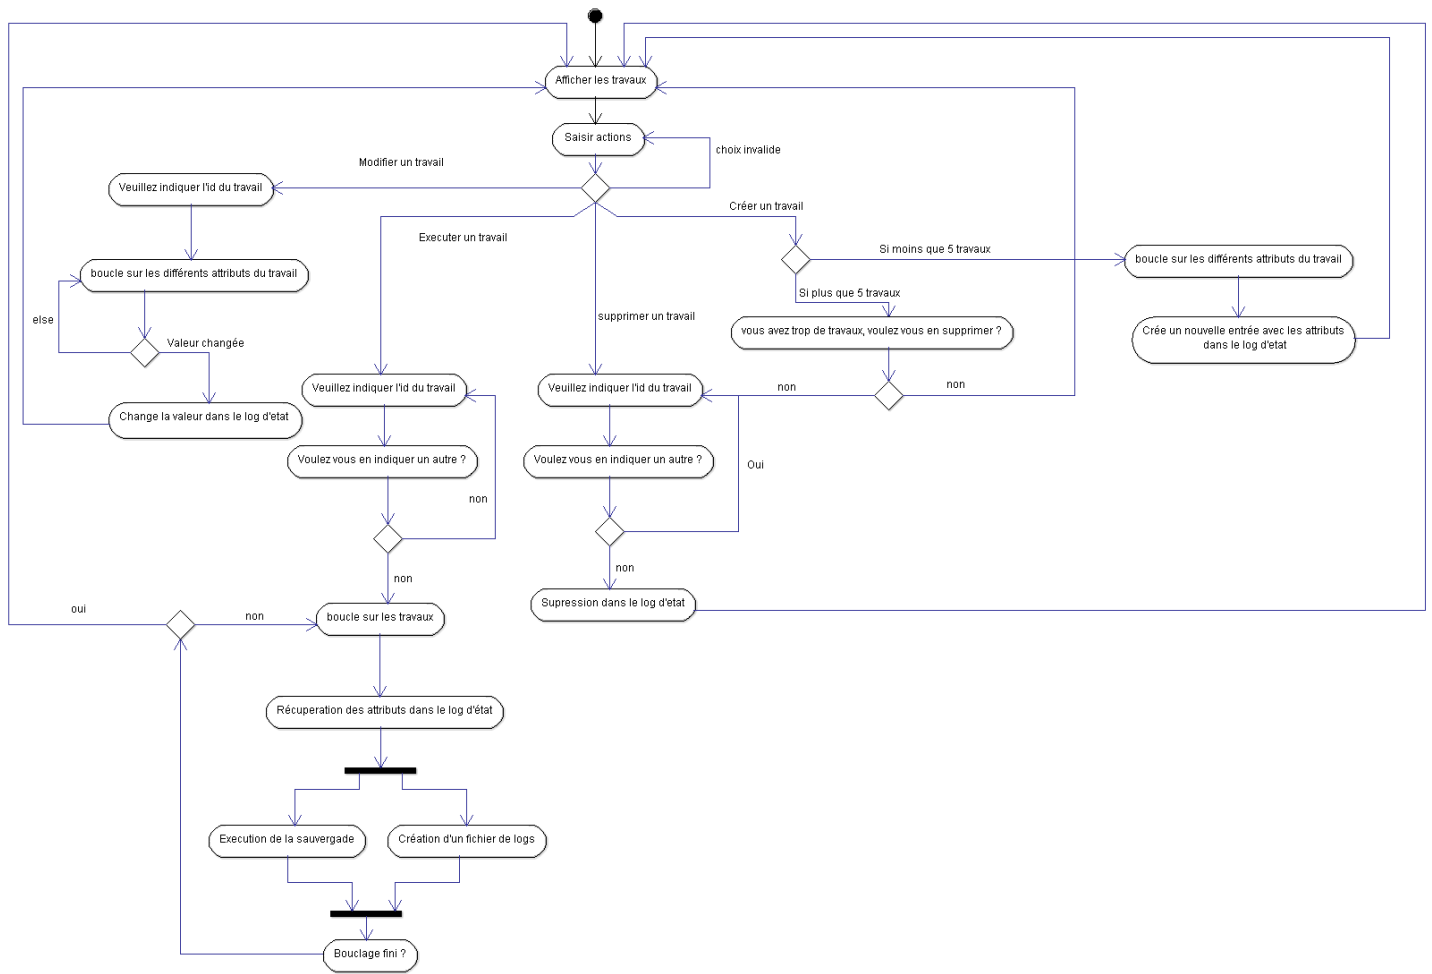 Afficher les travaux
Saisir actions
choix invalide
Modifier un travail
Veuillez indiquer l'id du travail
Créer un travail
Executer un travail
Si moins que 5 travaux
boucle sur les différents attributs du travail
boucle sur les différents attributs du travail
Si plus que 5 travaux
else
supprimer un travail
vous avez trop de travaux, voulez vous en supprimer ?
Crée un nouvelle entrée avec les attributs
dans le log d'etat
Valeur changée
Veuillez indiquer l'id du travail
Veuillez indiquer l'id du travail
non
non
Change la valeur dans le log d'etat
Voulez vous en indiquer un autre ?
Voulez vous en indiquer un autre ?
Oui
non
non
non
Supression dans le log d'etat
oui
non
boucle sur les travaux
Récuperation des attributs dans le log d'état
Execution de la sauvergade
Création d'un fichier de logs
Bouclage fini ?